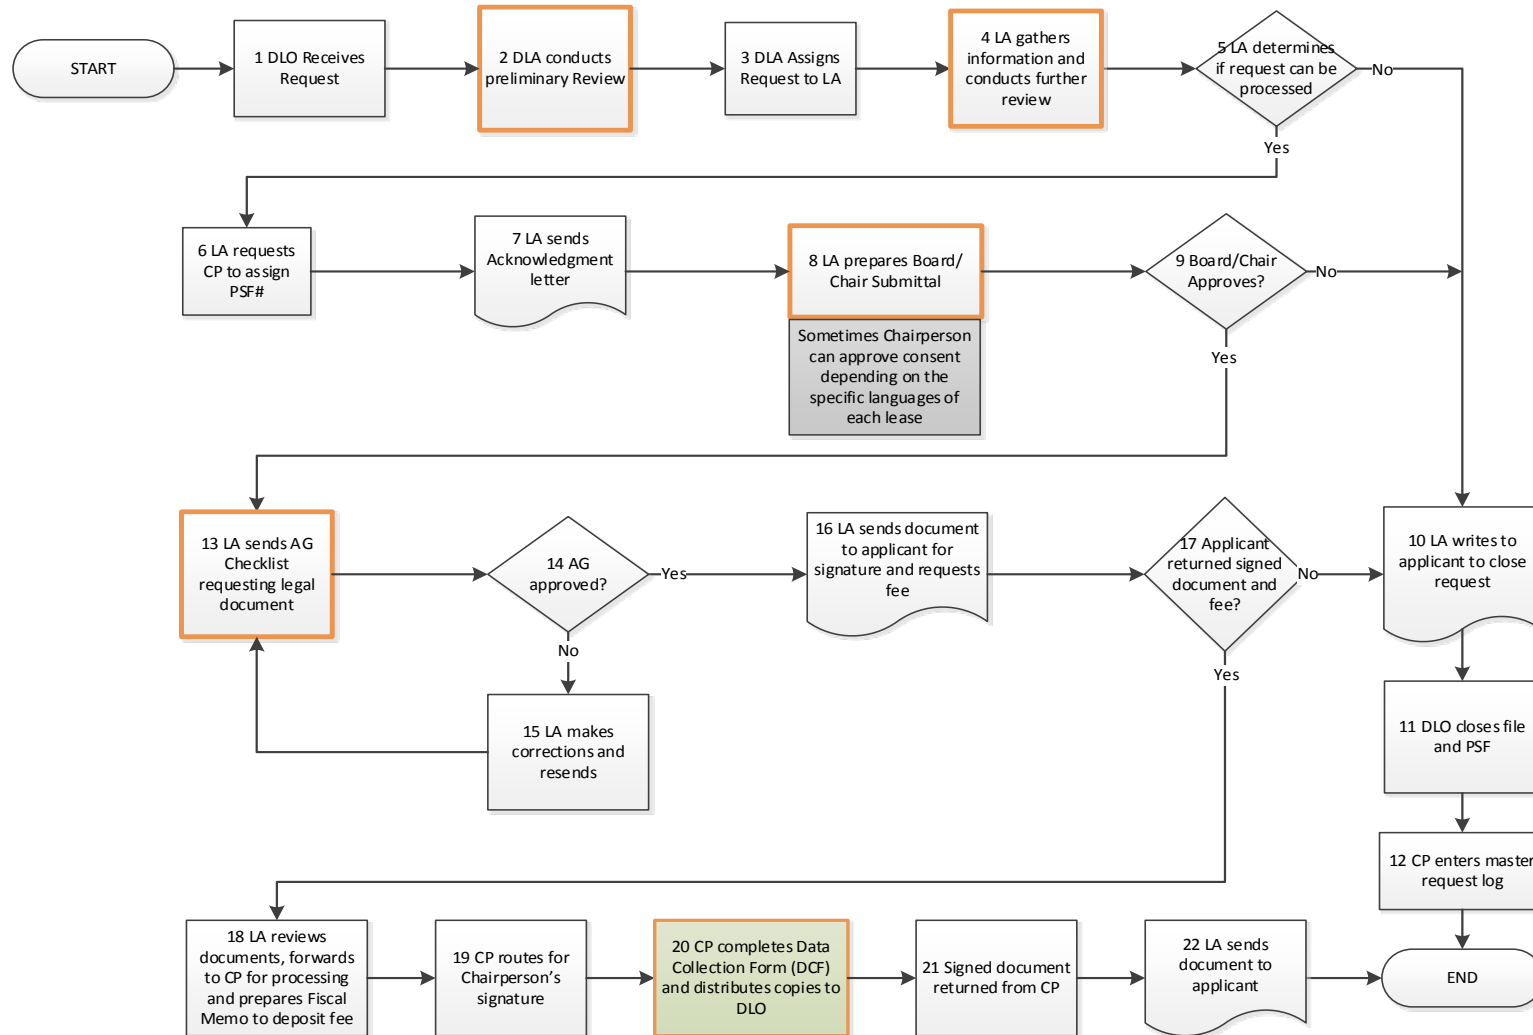 START
1 DLO Receives
Request
2 DLA conducts
preliminary Review
3 DLA Assigns
Request to LA
4 LA gathers
information and
conducts further
review
5 LA determines
if request can be
processed
No
Yes
6 LA requests
CP to assign
PSF#
7 LA sends
Acknowledgment
letter
8 LA prepares Board/
Chair Submittal
Sometimes Chairperson
can approve consent
depending on the
specific languages of
each lease
9 Board/Chair
Approves?
No
Yes
13 LA sends AG
Checklist
requesting legal
document
14 AG
approved?
Yes
No
15 LA makes
corrections and
resends
16 LA sends document
to applicant for
signature and requests
fee
17 Applicant
returned signed
document and
fee?
No
Yes
10 LA writes to
applicant to close
request
11 DLO closes file
and PSF
12 CP enters master
request log
18 LA reviews
documents, forwards
to CP for processing
and prepares Fiscal
Memo to deposit fee
19 CP routes for
Chairperson's
signature
20 CP completes Data
Collection Form (DCF)
and distributes copies to
DLO
21 Signed document
returned from CP
22 LA sends
document to
applicant
END